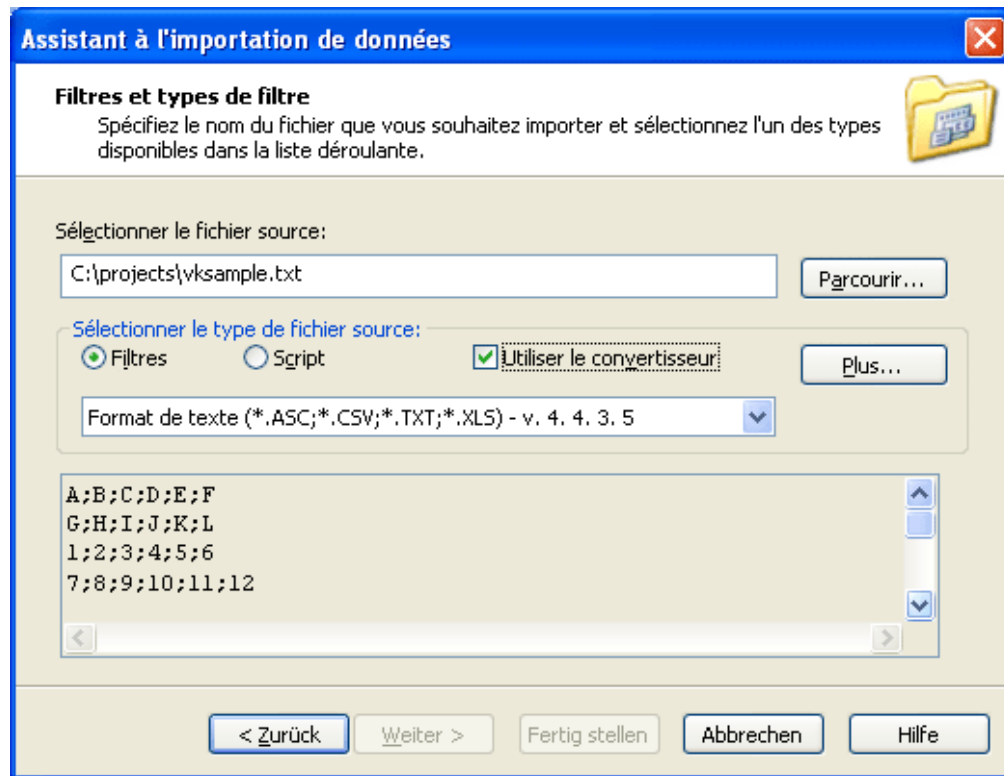 Assistant à l'importation de données
Filtres et types de filtre
Spécifiez le nom du fichier que vous souhaitez importer et sélectionnez l'un des types
disponibles dans la liste déroulante.
Sélectionner le fichier source:
C:\projects\vksample.txt
Parcourir...
Sélectionner le type de fichier source:
Filtres
Script
Utiliser le convertisseur
Plus...
Format de texte (*.ASC;*.CSV;*.TXT;*.XLS) - v. 4. 4. 3. 5
A;B;C;D;E;F
G;H;I;J;K;L
1;2;3;4;5;6
7;8;9;10;11;12
< Zurück
Weiter >
Fertig stellen
Abbrechen
Hilfe